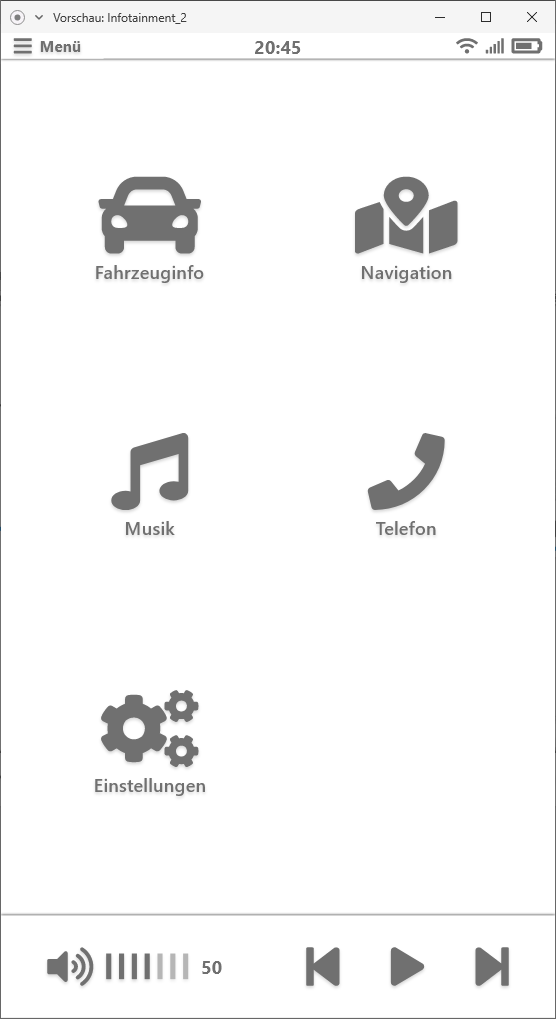 Vorschau: Infotainment_2
Menü 20:45
Fahrzeuginfo Navigation
Musik Telefon
Einstellungen
50